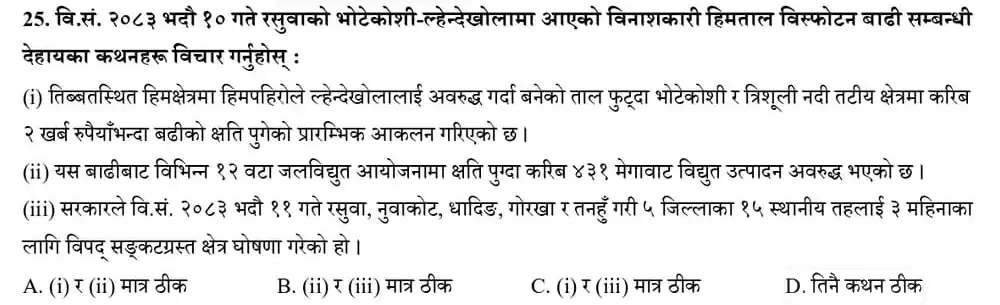 25. वि.सं. २०८३ भदौ १० गते रसुवाको भोटेकोशी-ल्हेन्देखोलामा आएको विनाशकारी हिमताल विस्फोटन बाढी सम्बन्धी
देहायका कथनहरू विचार गर्नुहोस् :
(i) तिब्बतस्थित हिमक्षेत्रमा हिमपहिरोले ल्हेन्देखोलालाई अवरुद्ध गर्दा बनेको ताल फुट्दा भोटेकोशी र त्रिशूली नदी तटीय क्षेत्रमा करिब
२ खर्ब रुपैयाँभन्दा बढीको क्षति पुगेको प्रारम्भिक आकलन गरिएको छ।
(ii) यस बाढीबाट विभिन्न १२ वटा जलविद्युत आयोजनामा क्षति पुग्दा करिब ४३१ मेगावाट विद्युत उत्पादन अवरुद्ध भएको छ।
(iii) सरकारले वि.सं. २०८३ भदौ ११ गते रसुवा, नुवाकोट, धादिङ, गोरखा र तनहुँ गरी ५ जिल्लाका १५ स्थानीय तहलाई ३ महिनाका
लागि विपद् सङ्कटग्रस्त क्षेत्र घोषणा गरेको हो।
A. (i) र (ii) मात्र ठीक B. (ii) र (iii) मात्र ठीक C. (i) र (iii) मात्र ठीक D. तिनै कथन ठीक